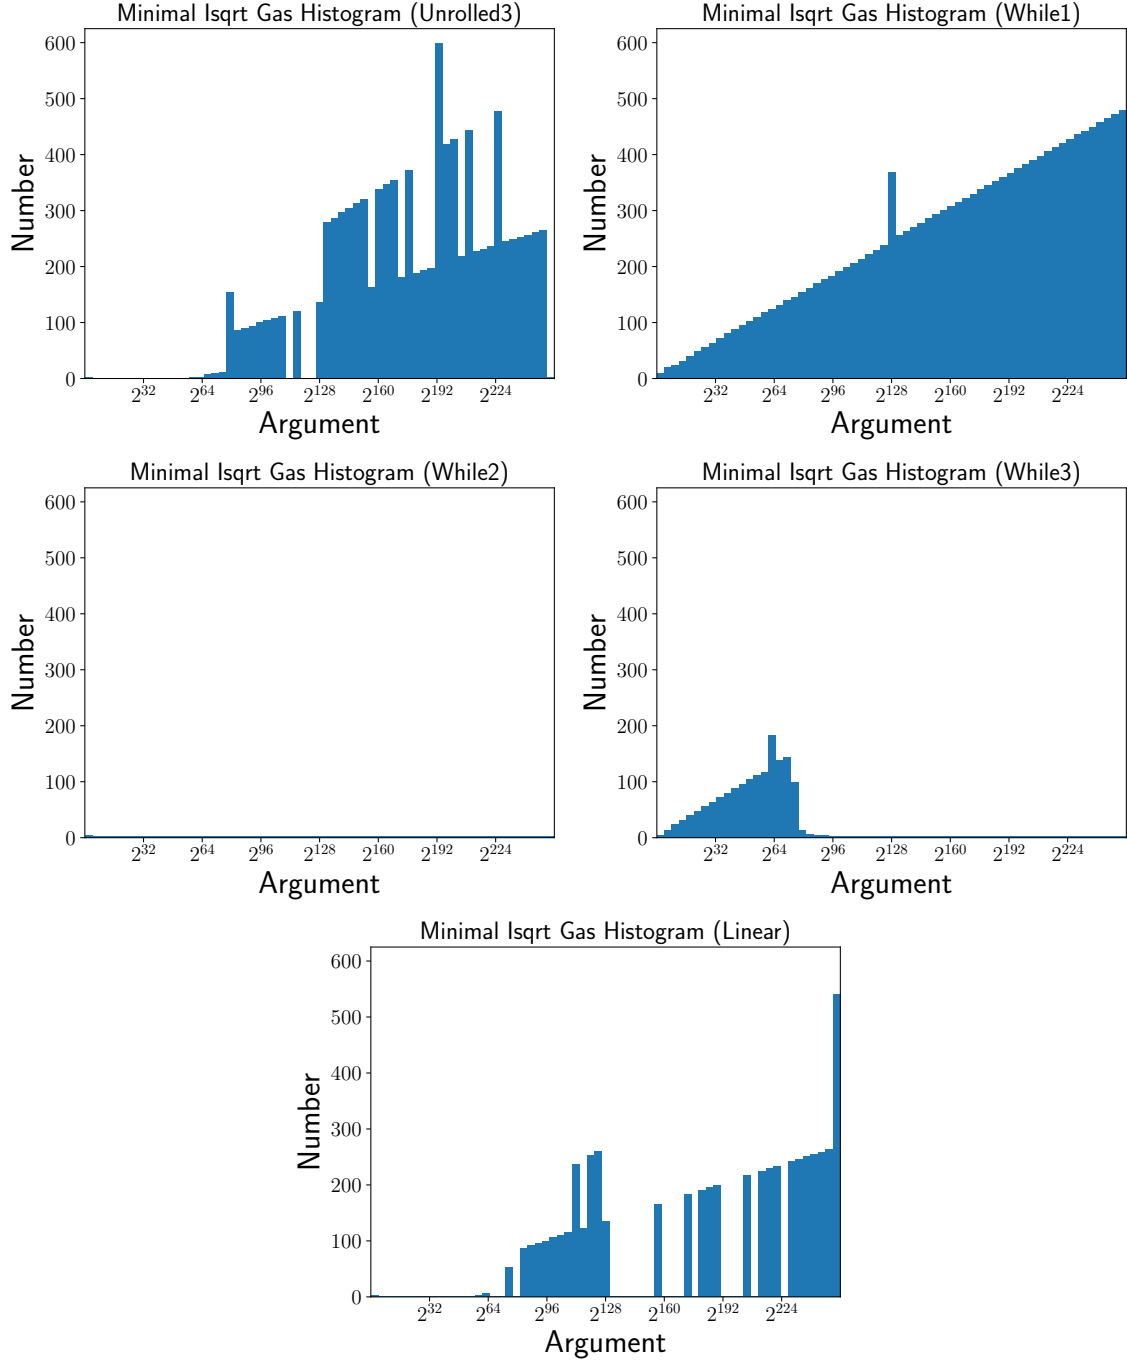 Minimal Isqrt Gas Histogram (Unrolled3)
600
500
400
300
200
100
0
Number
2^32 2^64 2^96 2^128 2^160 2^192 2^224
Argument
Minimal Isqrt Gas Histogram (While1)
600
500
400
300
200
100
0
Number
2^32 2^64 2^96 2^128 2^160 2^192 2^224
Argument
Minimal Isqrt Gas Histogram (While2)
600
500
400
300
200
100
0
Number
2^32 2^64 2^96 2^128 2^160 2^192 2^224
Argument
Minimal Isqrt Gas Histogram (While3)
600
500
400
300
200
100
0
Number
2^32 2^64 2^96 2^128 2^160 2^192 2^224
Argument
Minimal Isqrt Gas Histogram (Linear)
600
500
400
300
200
100
0
Number
2^32 2^64 2^96 2^128 2^160 2^192 2^224
Argument